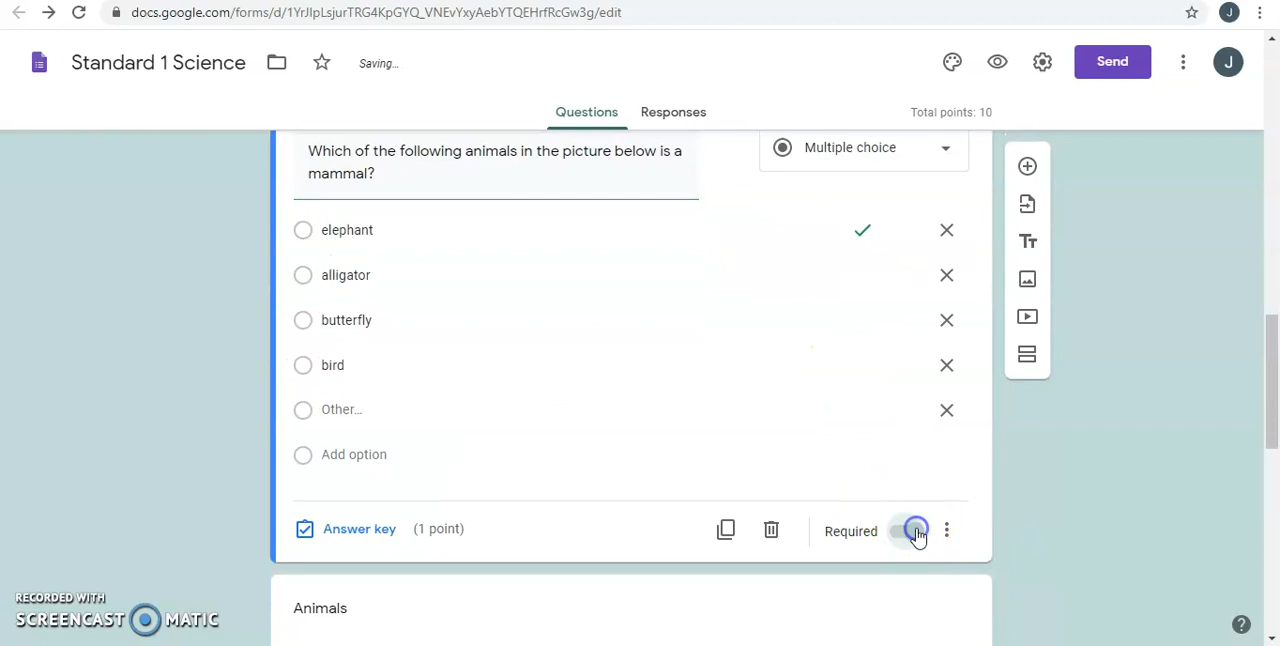 docs.google.com/forms/d/1YrJIpLsjurTRG4KpGYQ_VNEvYxyAebYTQEHrfRcGw3g/edit
J
Standard 1 Science
Saving...
Send
J
Questions
Responses
Total points: 10
Which of the following animals in the picture below is a
mammal?
Multiple choice
elephant
alligator
butterfly
bird
Other...
Add option
Answer key
(1 point)
Required
Animals
RECORDED WITH
SCREENCAST MATIC